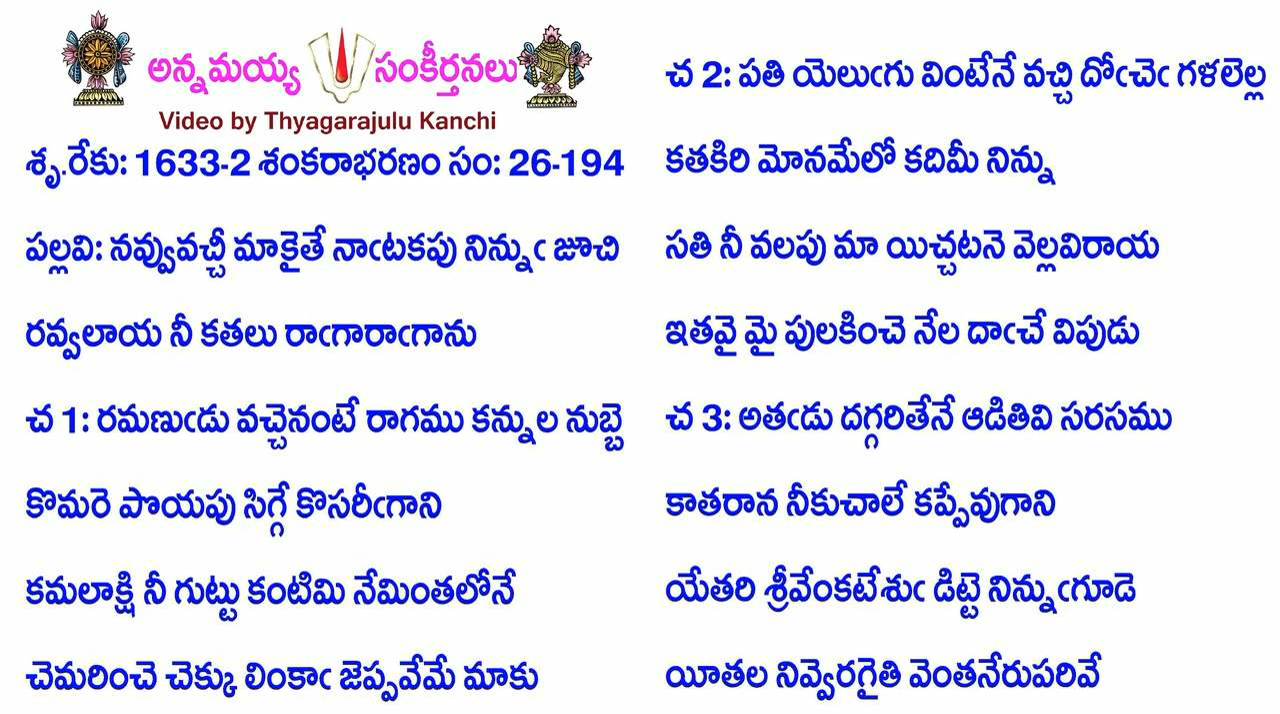 అన్నమయ్య సంకీర్తనలు
Video by Thyagarajulu Kanchi
శృ.రేకు: 1633-2 శంకరాభరణం సం: 26-194
పల్లవి: నవ్వువచ్చీ మాకైతే నాఁటకపు నిన్నుఁ జూచి
రవ్వలాయ నీ కతలు రాఁగారాఁగాను
చ 1: రమణుఁడు వచ్చెనంటే రాగము కన్నుల నుబ్బె
కొమరె పొయపు సిగ్గే కొసరీఁగాని
కమలాక్షి నీ గుట్టు కంటిమి నేమింతలోనే
చెమరించె చెక్కు లింకాఁ జెప్పవేమే మాకు
చ 2: పతి యెలుఁగు వింటేనే వచ్చి దోఁచెఁ గళలెల్ల
కతకిరి మోనమేలో కదిమీ నిన్ను
సతి నీ వలపు మా యిచ్చటనె వెల్లవిరాయ
ఇతవై మై పులకించె నేల దాఁచే విపుడు
చ 3: అతఁడు దగ్గరితేనే ఆడితివి సరసము
కాతరాన నీకుచాలే కప్పేవుగాని
యేతరి శ్రీవేంకటేశుఁ డిట్టె నిన్నుఁగూడె
యీతల నివ్వెరగైతి వెంతనేరుపరివే